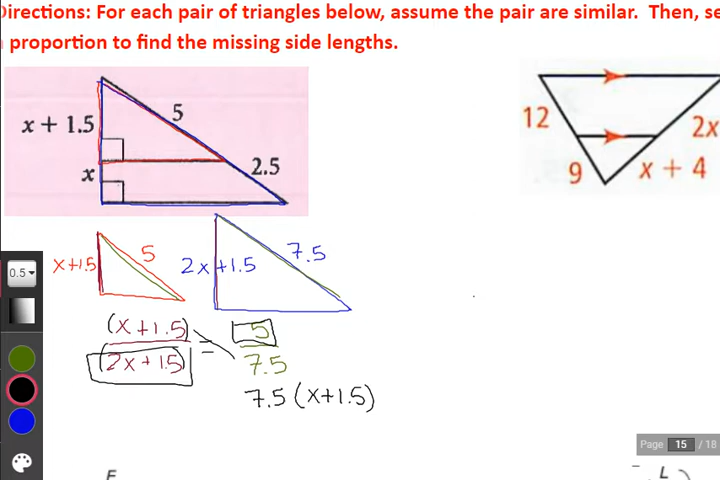 Directions: For each pair of triangles below, assume the pair are similar. Then, se
proportion to find the missing side lengths.
x + 1.5
5
x
2.5
12
2x
9
x + 4
x+1.5
5
2x+1.5
7.5
0.5
(x+1.5)
(2x+1.5)
=
5
7.5
7.5(x+1.5)
Page 15 / 18
L